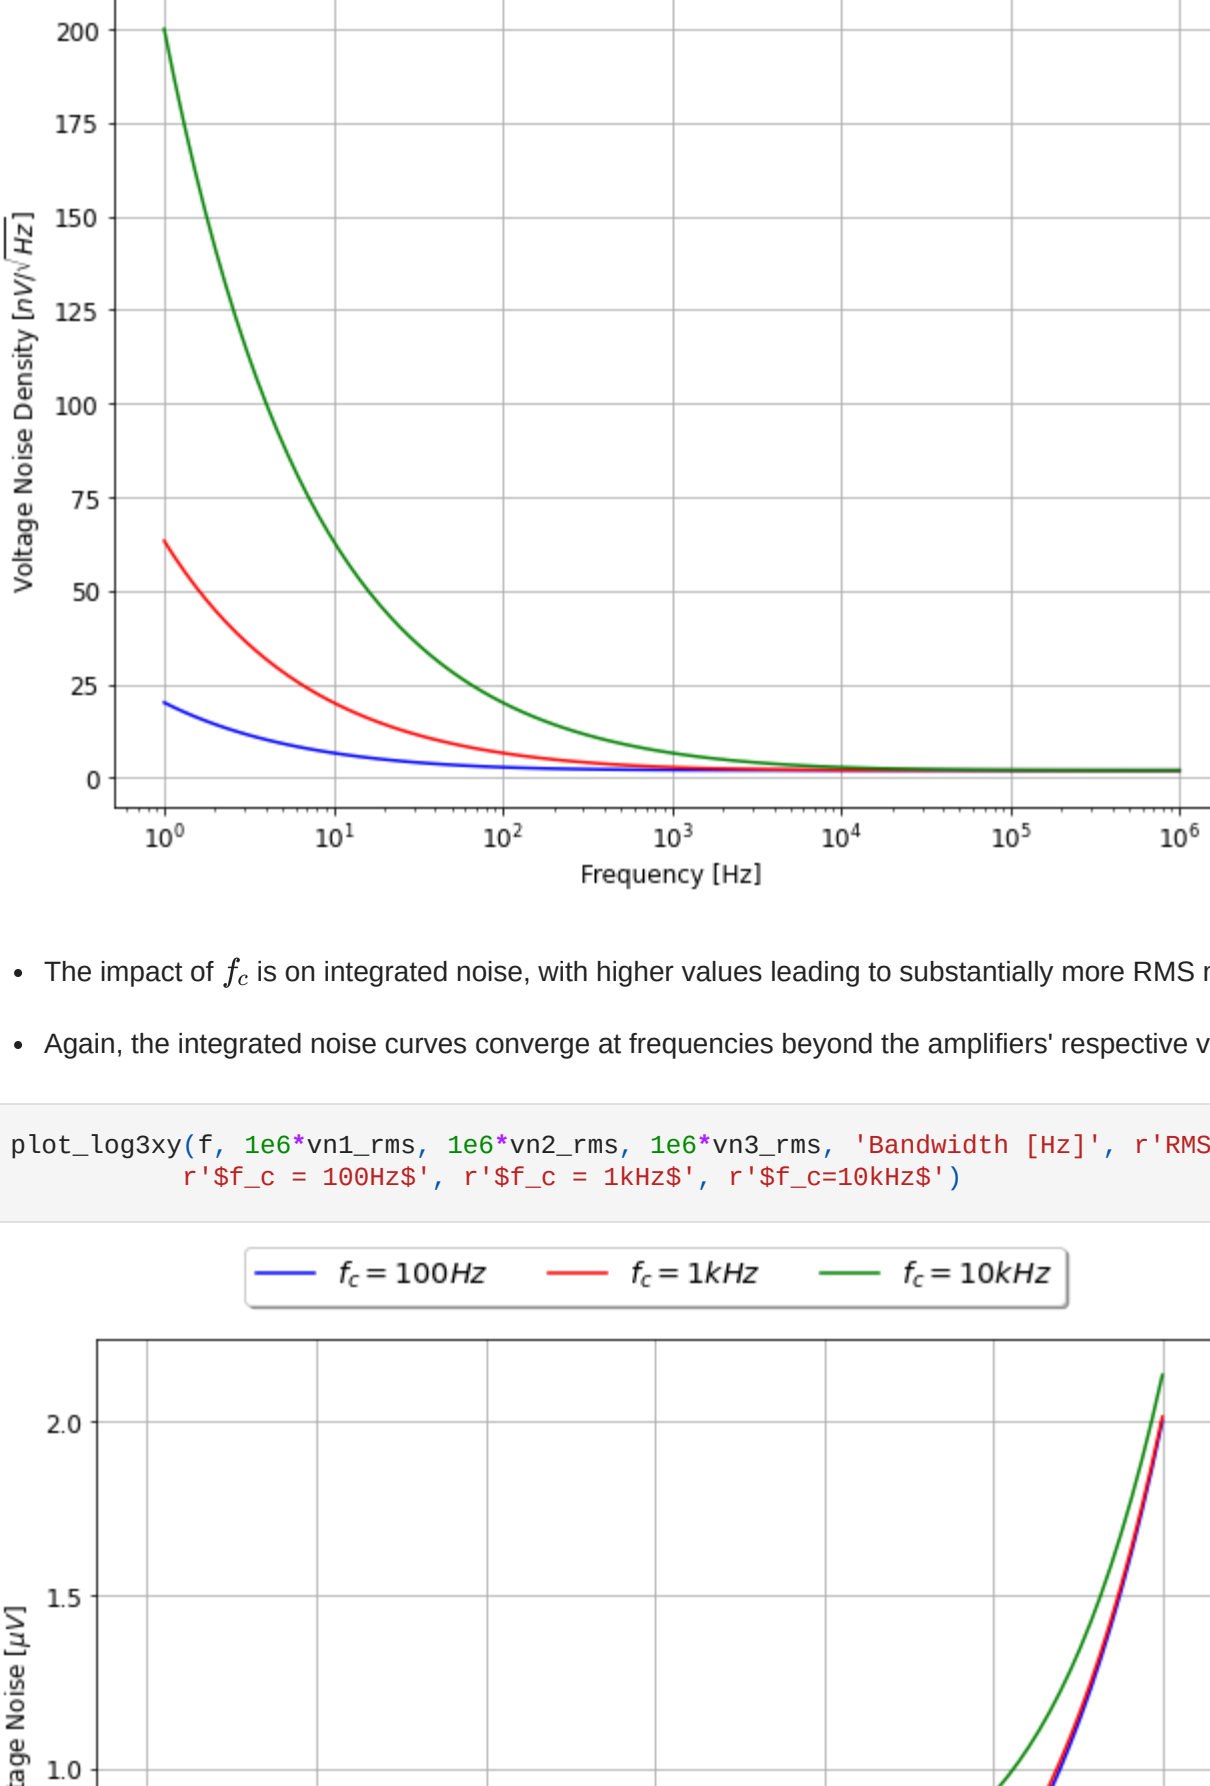 200
175
150
125
100
75
50
25
0
Voltage Noise Density [nV/√Hz]
10⁰ 10¹ 10² 10³ 10⁴ 10⁵ 10⁶
Frequency [Hz]
• The impact of f_c is on integrated noise, with higher values leading to substantially more RMS
• Again, the integrated noise curves converge at frequencies beyond the amplifiers' respective
plot_log3xy(f, 1e6*vn1_rms, 1e6*vn2_rms, 1e6*vn3_rms, 'Bandwidth [Hz]', r'RMS
r'$f_c = 100Hz$', r'$f_c = 1kHz$', r'$f_c=10kHz$')
f_c = 100Hz f_c = 1kHz f_c = 10kHz
2.0
1.5
1.0
tage Noise [μV]